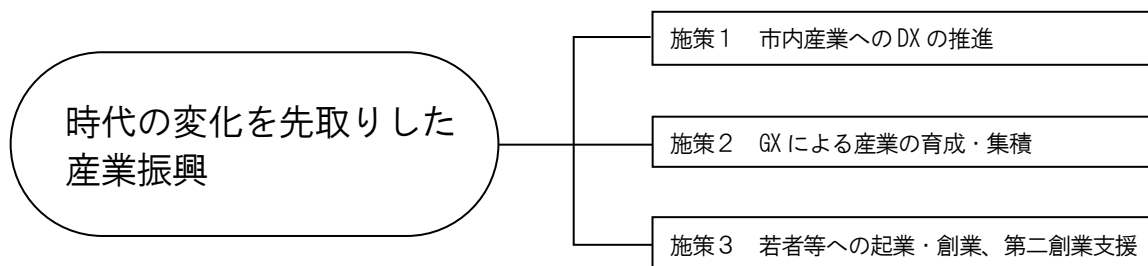 時代の変化を先取りした
産業振興
施策１　市内産業へのDXの推進
施策２　GXによる産業の育成・集積
施策３　若者等への起業・創業、第二創業支援